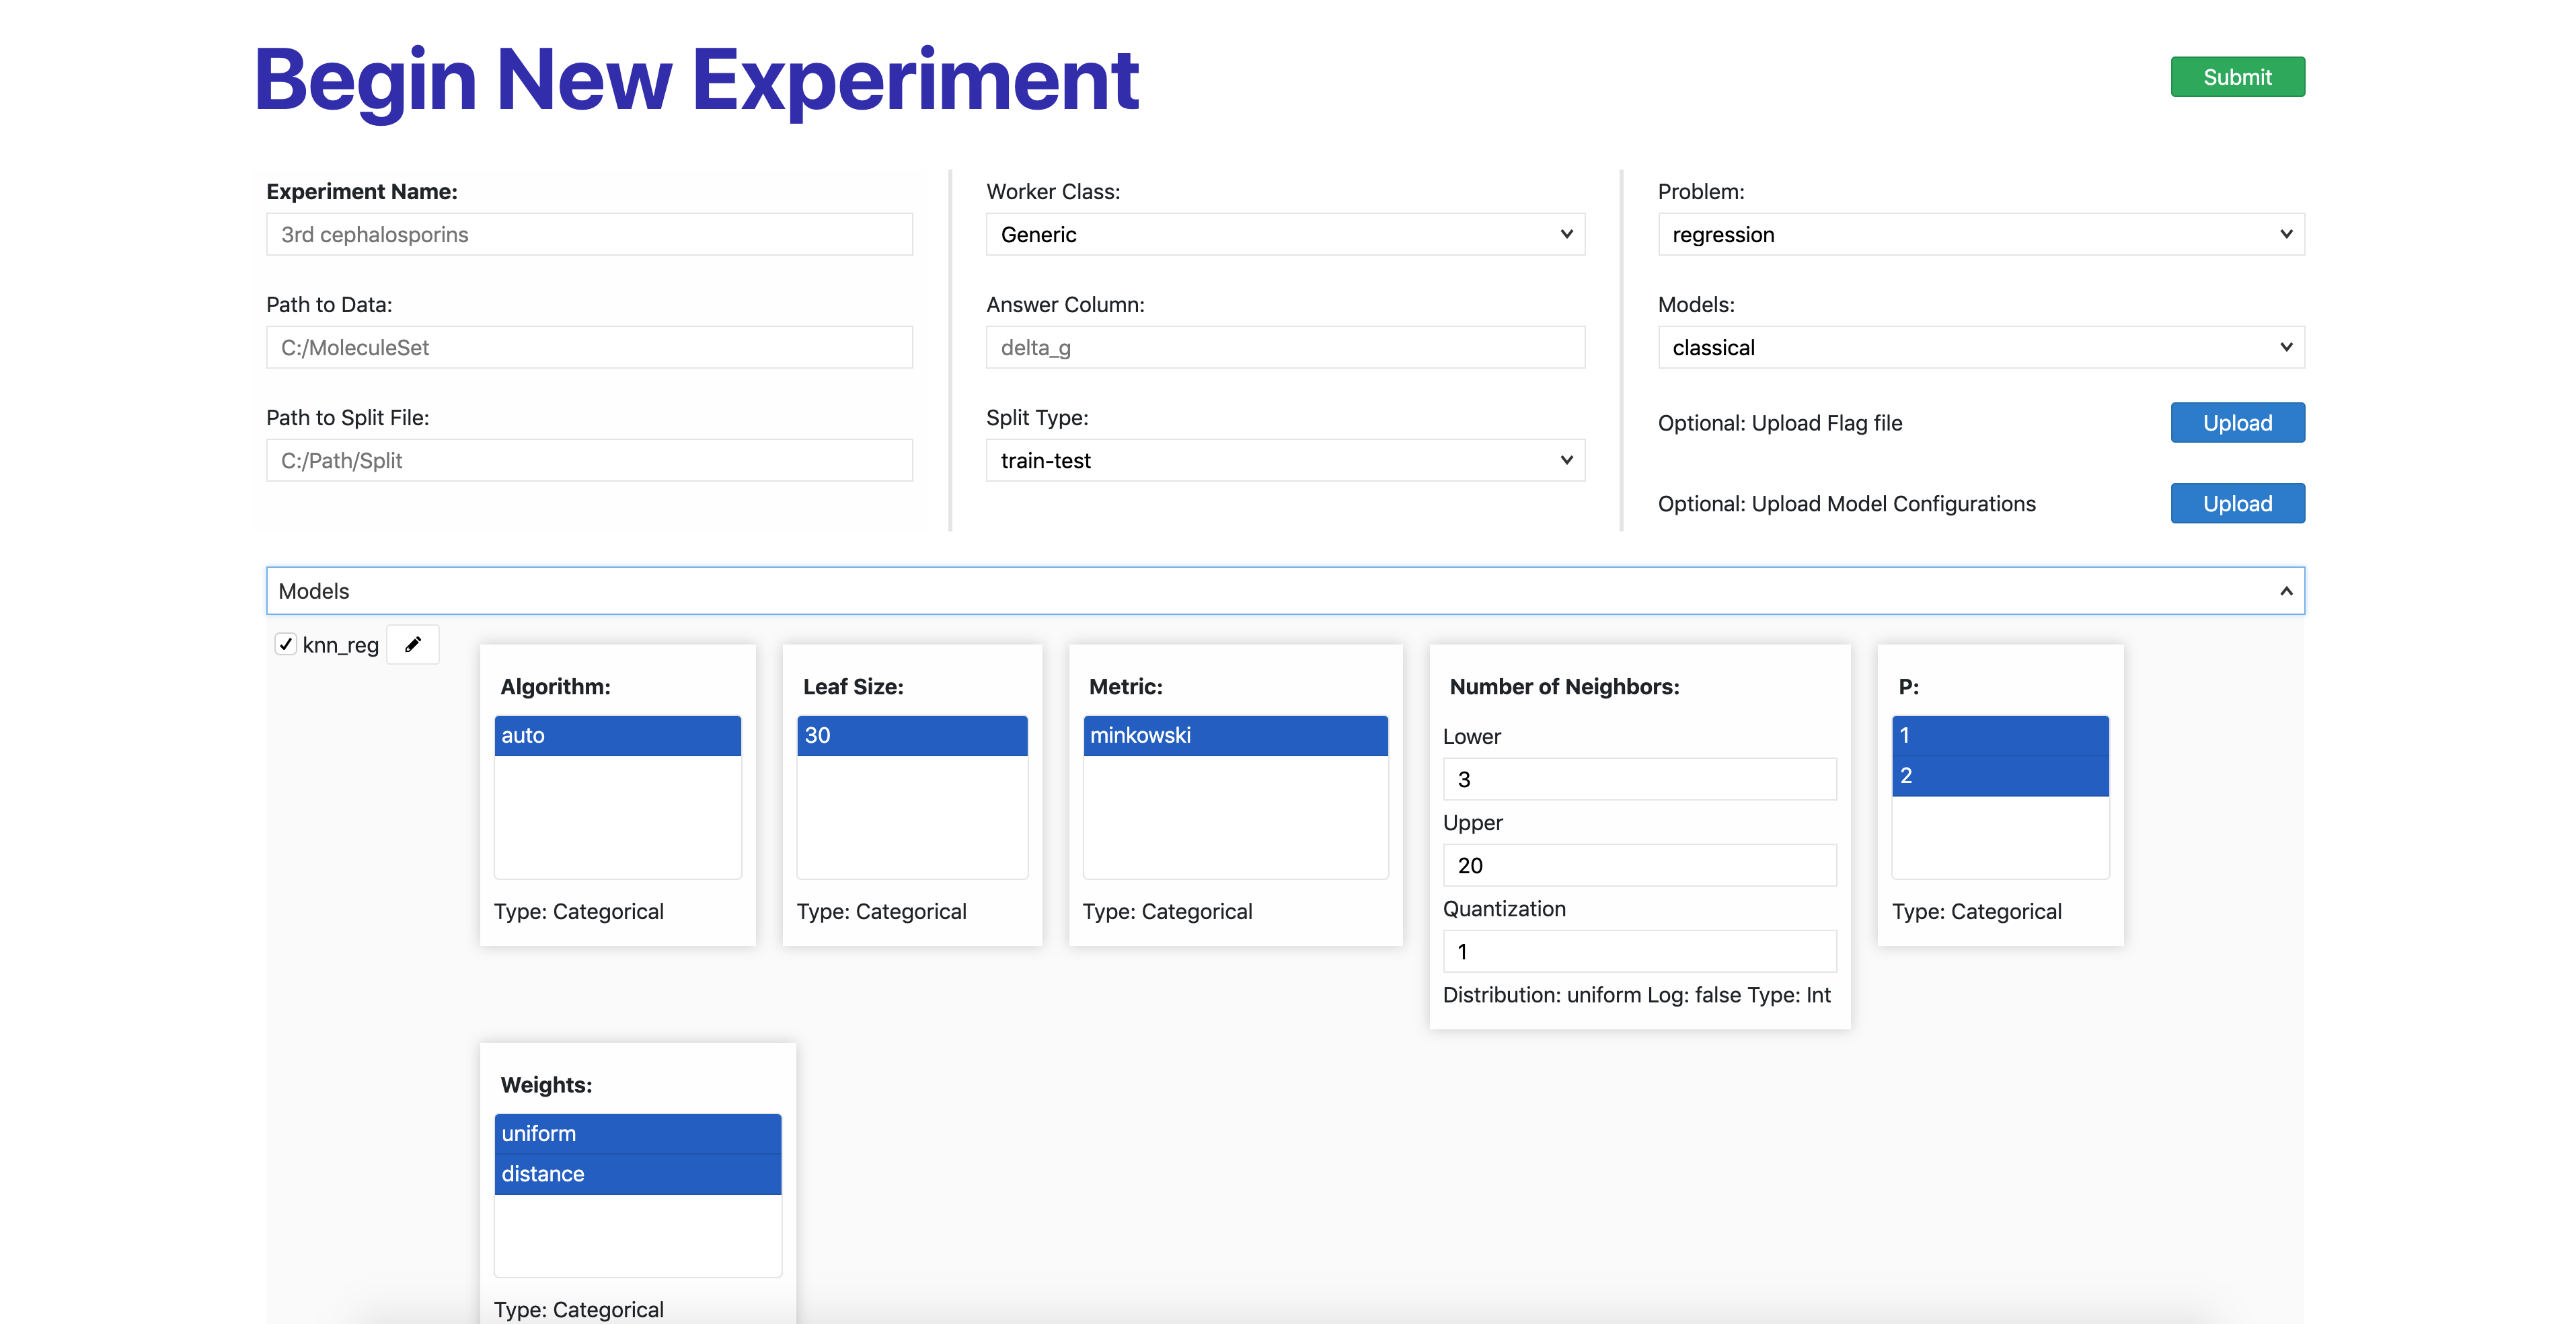 Begin New Experiment
Submit
Experiment Name:
3rd cephalosporins
Path to Data:
C:/MoleculeSet
Path to Split File:
C:/Path/Split
Worker Class:
Generic
Answer Column:
delta_g
Split Type:
train-test
Problem:
regression
Models:
classical
Optional: Upload Flag file
Upload
Optional: Upload Model Configurations
Upload
Models
knn_reg
Algorithm:
auto
Type: Categorical
Leaf Size:
30
Type: Categorical
Metric:
minkowski
Type: Categorical
Number of Neighbors:
Lower
3
Upper
20
Quantization
1
Distribution: uniform Log: false Type: Int
P:
1
2
Type: Categorical
Weights:
uniform
distance
Type: Categorical